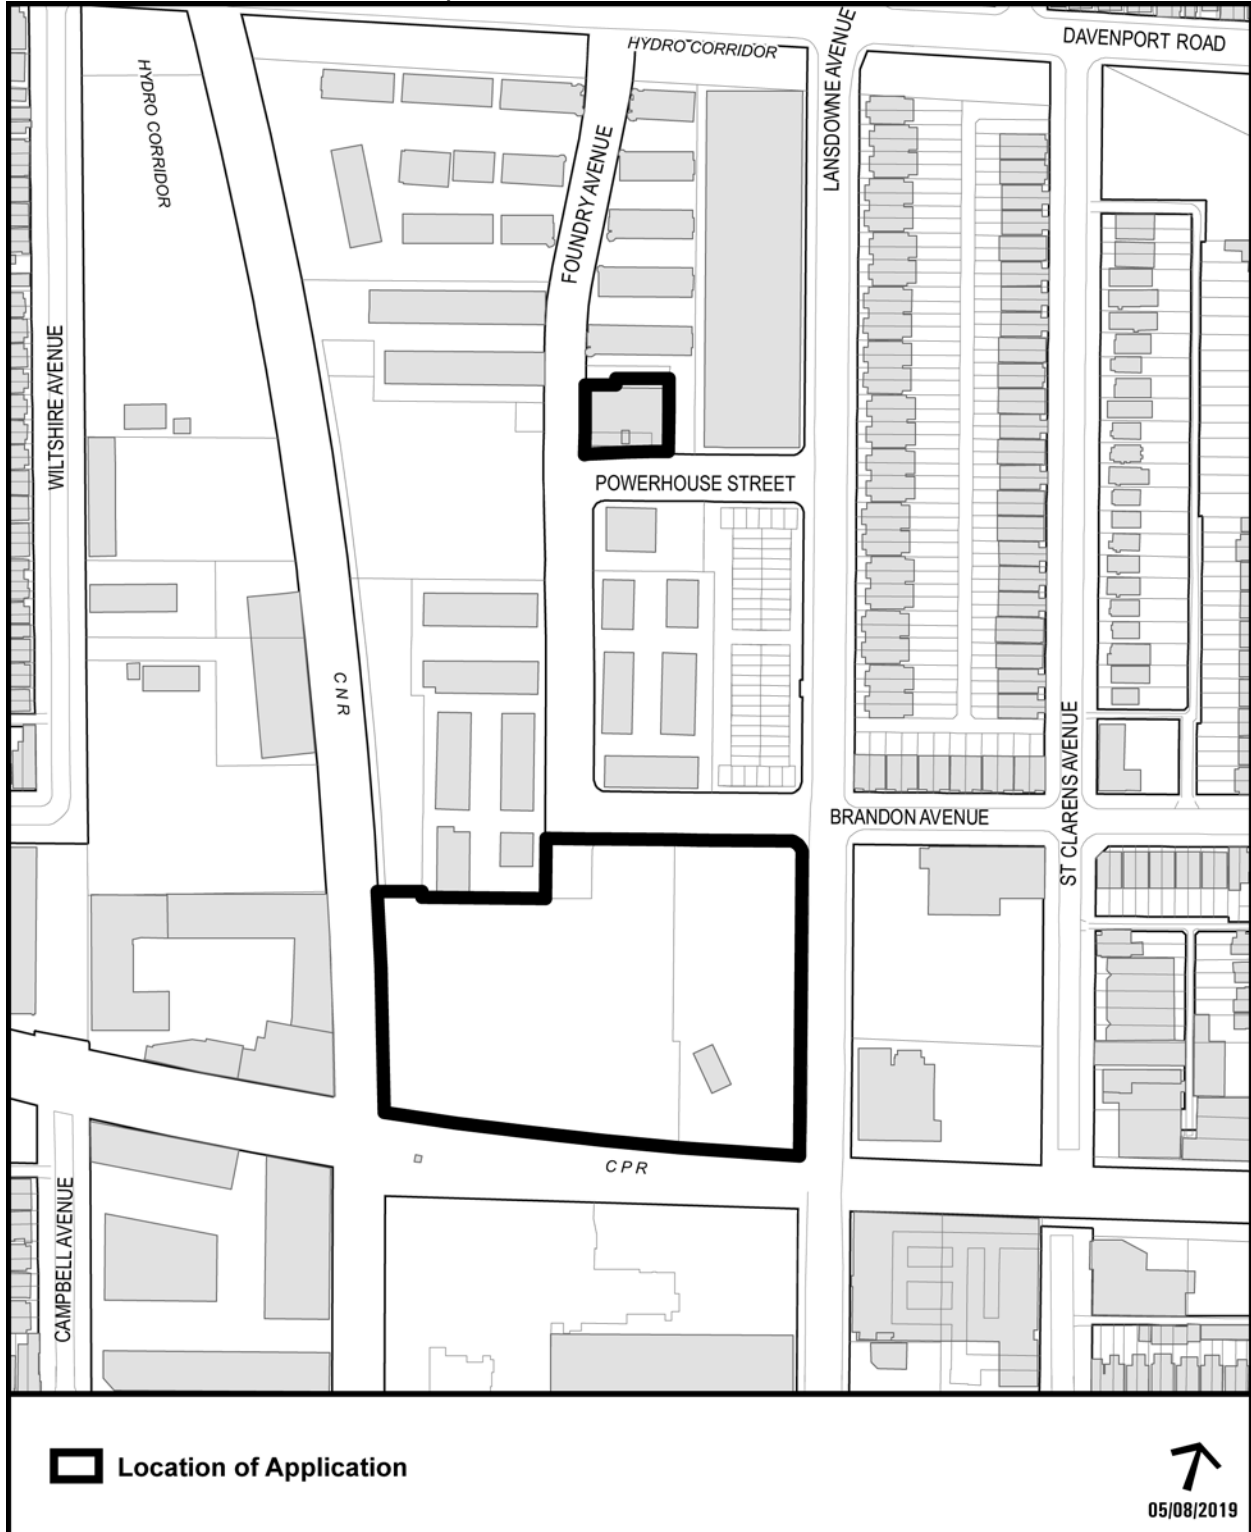 HYDRO CORRIDOR
DAVENPORT ROAD
HYDRO CORRIDOR
LANSDOWNE AVENUE
FOUNDRY AVENUE
WILTSHIRE AVENUE
POWERHOUSE STREET
CNR
ST CLARENS AVENUE
BRANDON AVENUE
CPR
CAMPBELL AVENUE
Location of Application
05/08/2019